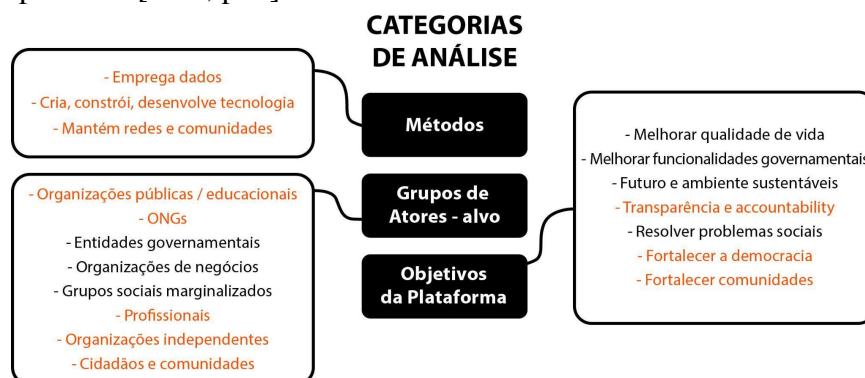 CATEGORIAS
DE ANÁLISE
- Emprega dados
- Cria, constrói, desenvolve tecnologia
- Mantém redes e comunidades
Métodos
- Organizações públicas / educacionais
- ONGs
- Entidades governamentais
- Organizações de negócios
- Grupos sociais marginalizados
- Profissionais
- Organizações independentes
- Cidadãos e comunidades
Grupos de
Atores - alvo
Objetivos
da Plataforma
- Melhorar qualidade de vida
- Melhorar funcionalidades governamentais
- Futuro e ambiente sustentáveis
- Transparência e accountability
- Resolver problemas sociais
- Fortalecer a democracia
- Fortalecer comunidades